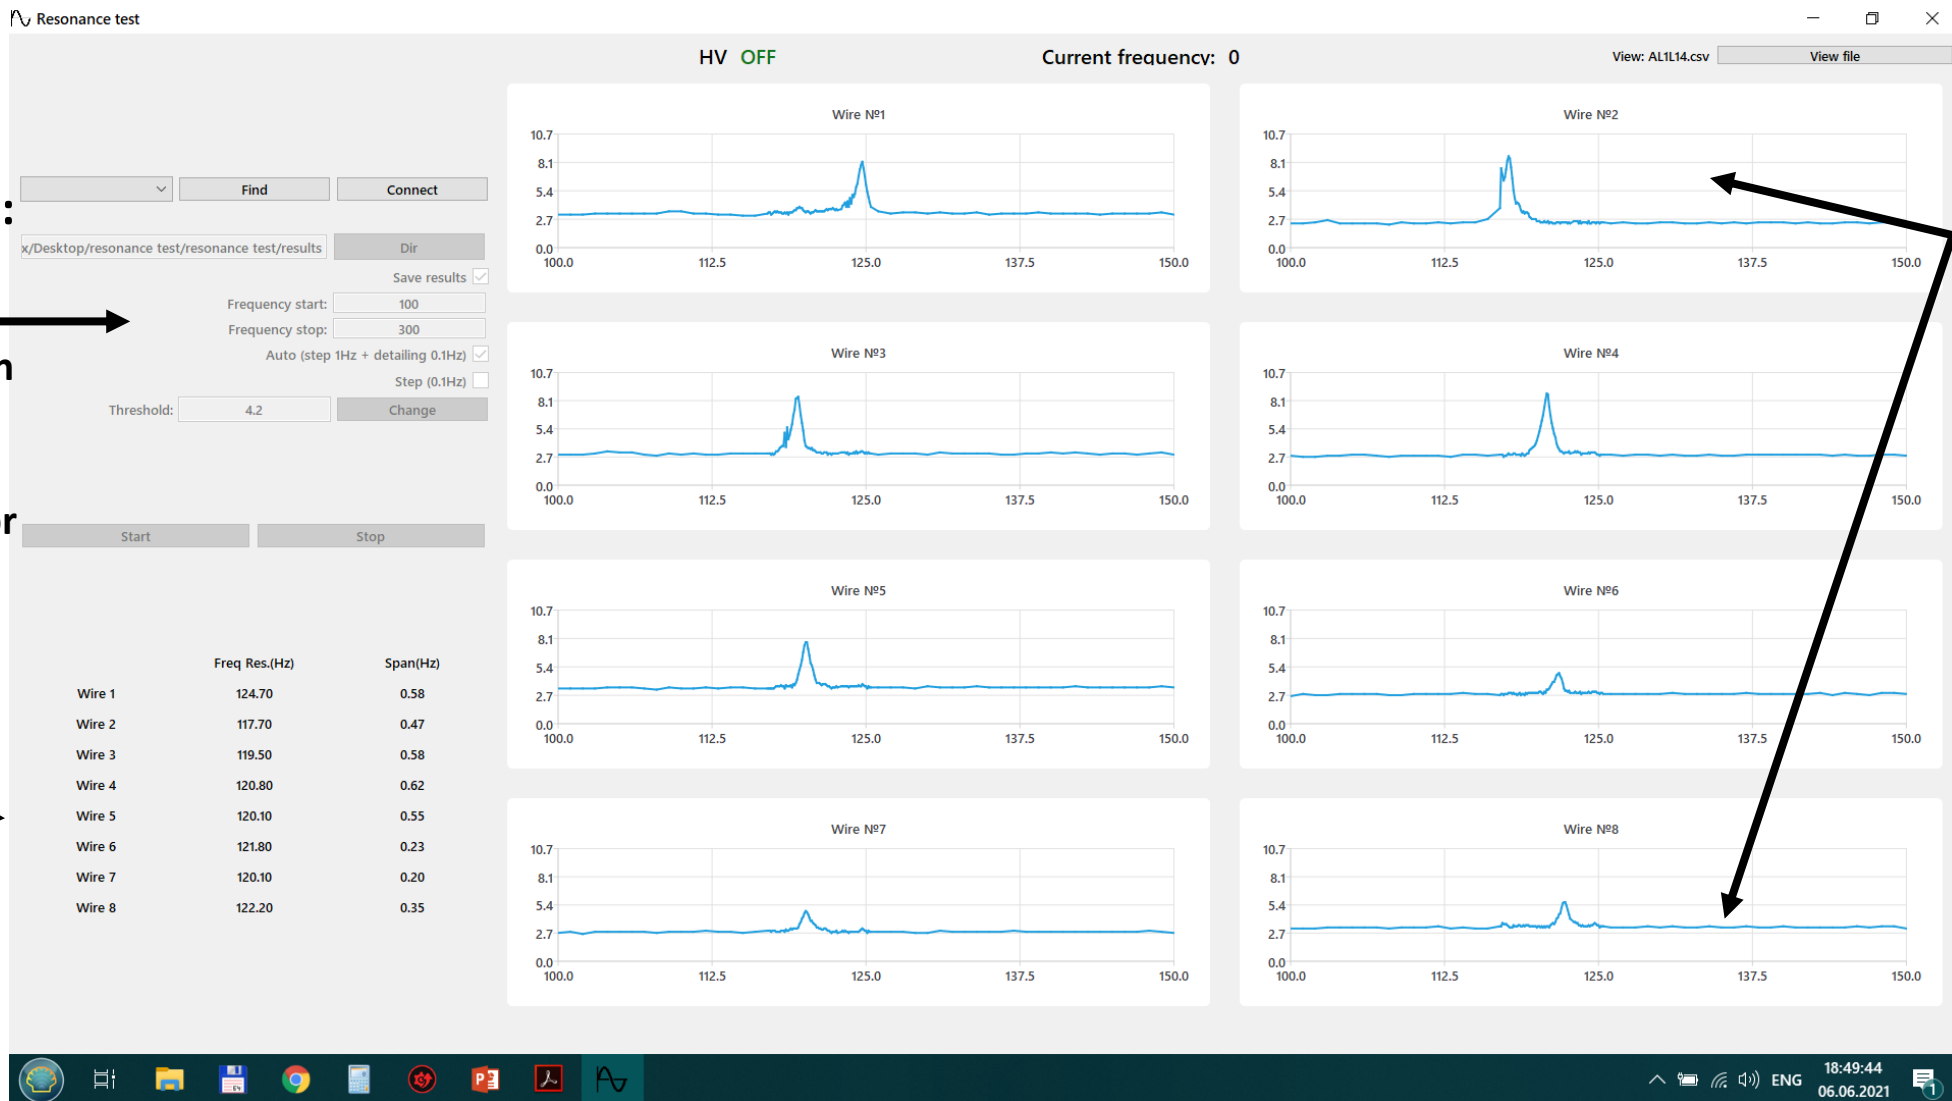 Resonance test
HV OFF
Current frequency: 0
View: AL1L14.csv
View file
Find
Connect
:
x/Desktop/resonance test/resonance test/results
Dir
Save results
Frequency start:
100
Frequency stop:
300
Auto (step 1Hz + detailing 0.1Hz)
Step (0.1Hz)
Threshold:
4.2
Change
Start
Stop
Freq Res.(Hz) Span(Hz)
Wire 1 124.70 0.58
Wire 2 117.70 0.47
Wire 3 119.50 0.58
Wire 4 120.80 0.62
Wire 5 120.10 0.55
Wire 6 121.80 0.23
Wire 7 120.10 0.20
Wire 8 122.20 0.35
Wire №1
10.7
8.1
5.4
2.7
0.0
100.0 112.5 125.0 137.5 150.0
Wire №2
10.7
8.1
5.4
2.7
0.0
100.0 112.5 125.0 137.5 150.0
Wire №3
10.7
8.1
5.4
2.7
0.0
100.0 112.5 125.0 137.5 150.0
Wire №4
10.7
8.1
5.4
2.7
0.0
100.0 112.5 125.0 137.5 150.0
Wire №5
10.7
8.1
5.4
2.7
0.0
100.0 112.5 125.0 137.5 150.0
Wire №6
10.7
8.1
5.4
2.7
0.0
100.0 112.5 125.0 137.5 150.0
Wire №7
10.7
8.1
5.4
2.7
0.0
100.0 112.5 125.0 137.5 150.0
Wire №8
10.7
8.1
5.4
2.7
0.0
100.0 112.5 125.0 137.5 150.0
ENG
18:49:44
06.06.2021
1